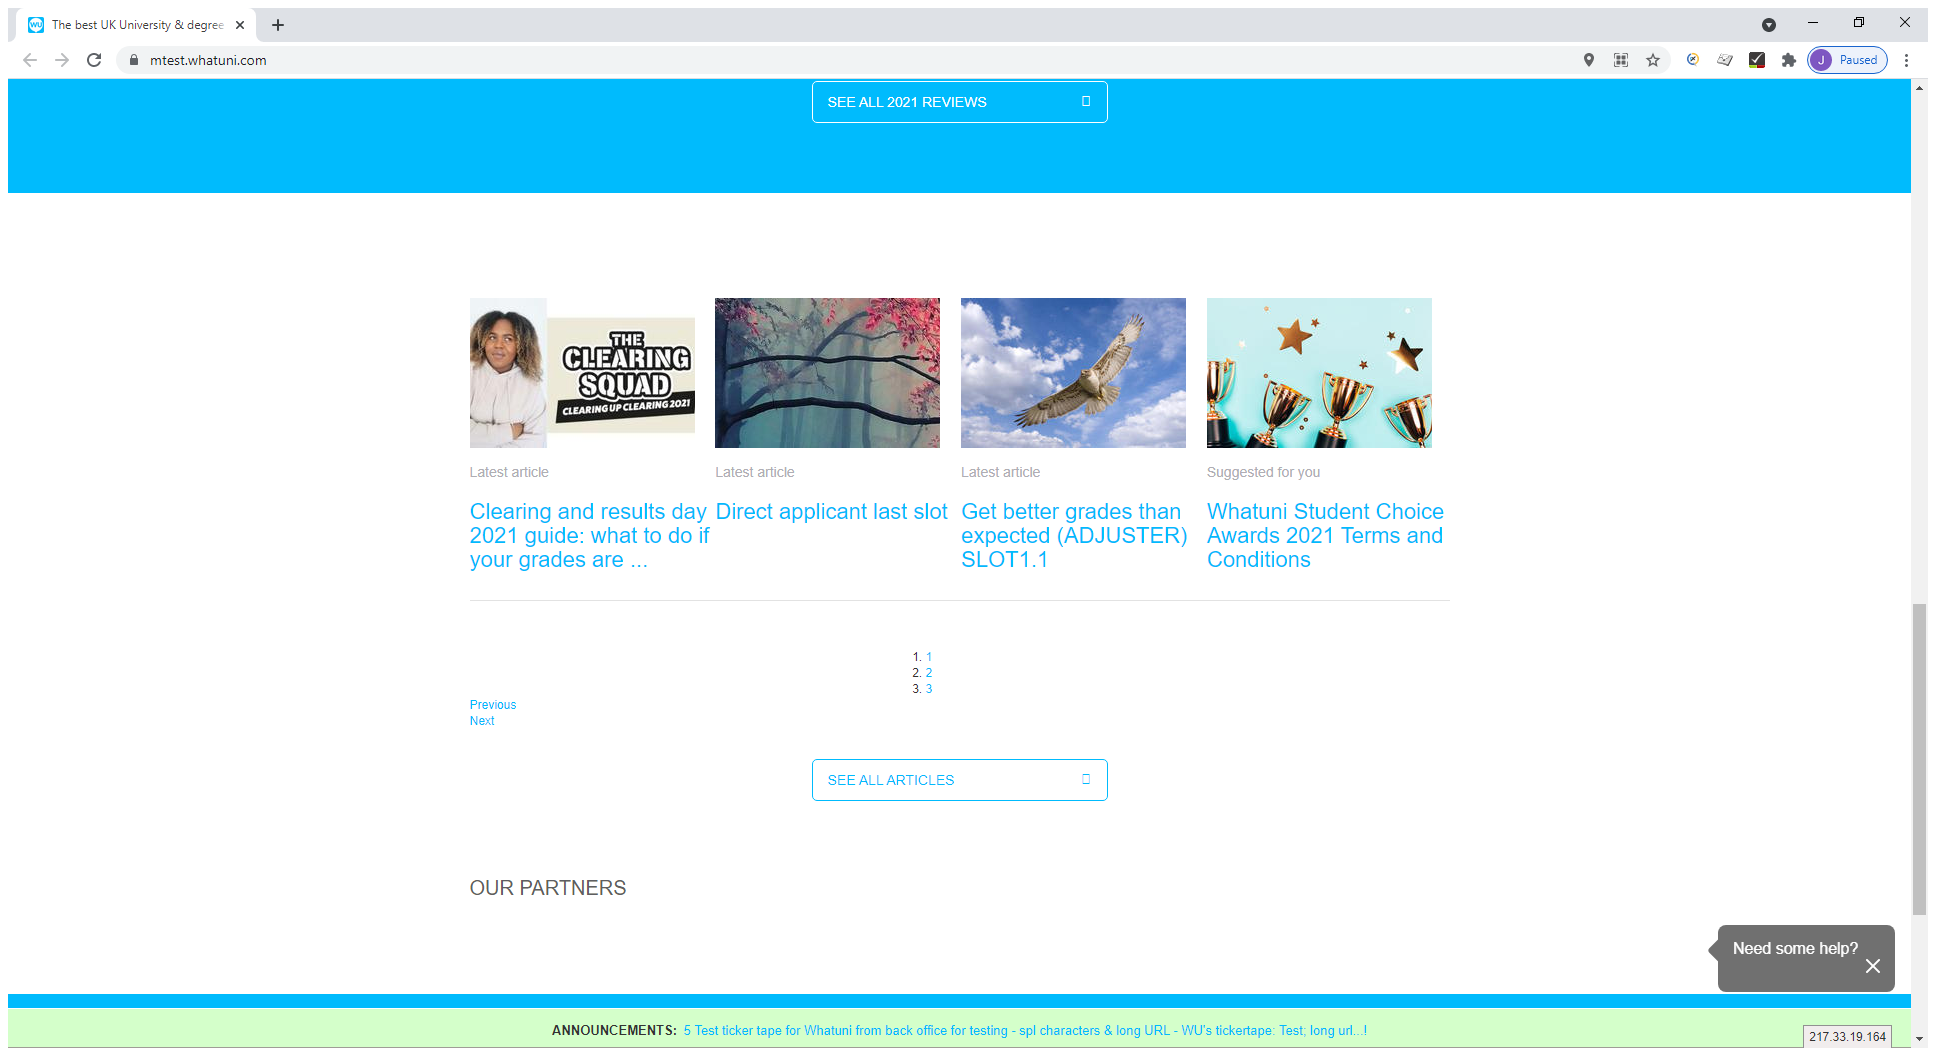 WU The best UK University & degree
mtest.whatuni.com
J Paused
SEE ALL 2021 REVIEWS
THE
CLEARING
SQUAD
CLEARING UP CLEARING 2021
Latest article
Clearing and results day
2021 guide: what to do if
your grades are ...
Latest article
Direct applicant last slot
Latest article
Get better grades than
expected (ADJUSTER)
SLOT1.1
Suggested for you
Whatuni Student Choice
Awards 2021 Terms and
Conditions
1. 1
2. 2
3. 3
Previous
Next
SEE ALL ARTICLES
OUR PARTNERS
Need some help?
ANNOUNCEMENTS: 5 Test ticker tape for Whatuni from back office for testing - spl characters & long URL - WU's tickertape: Test; long url...!
217.33.19.164